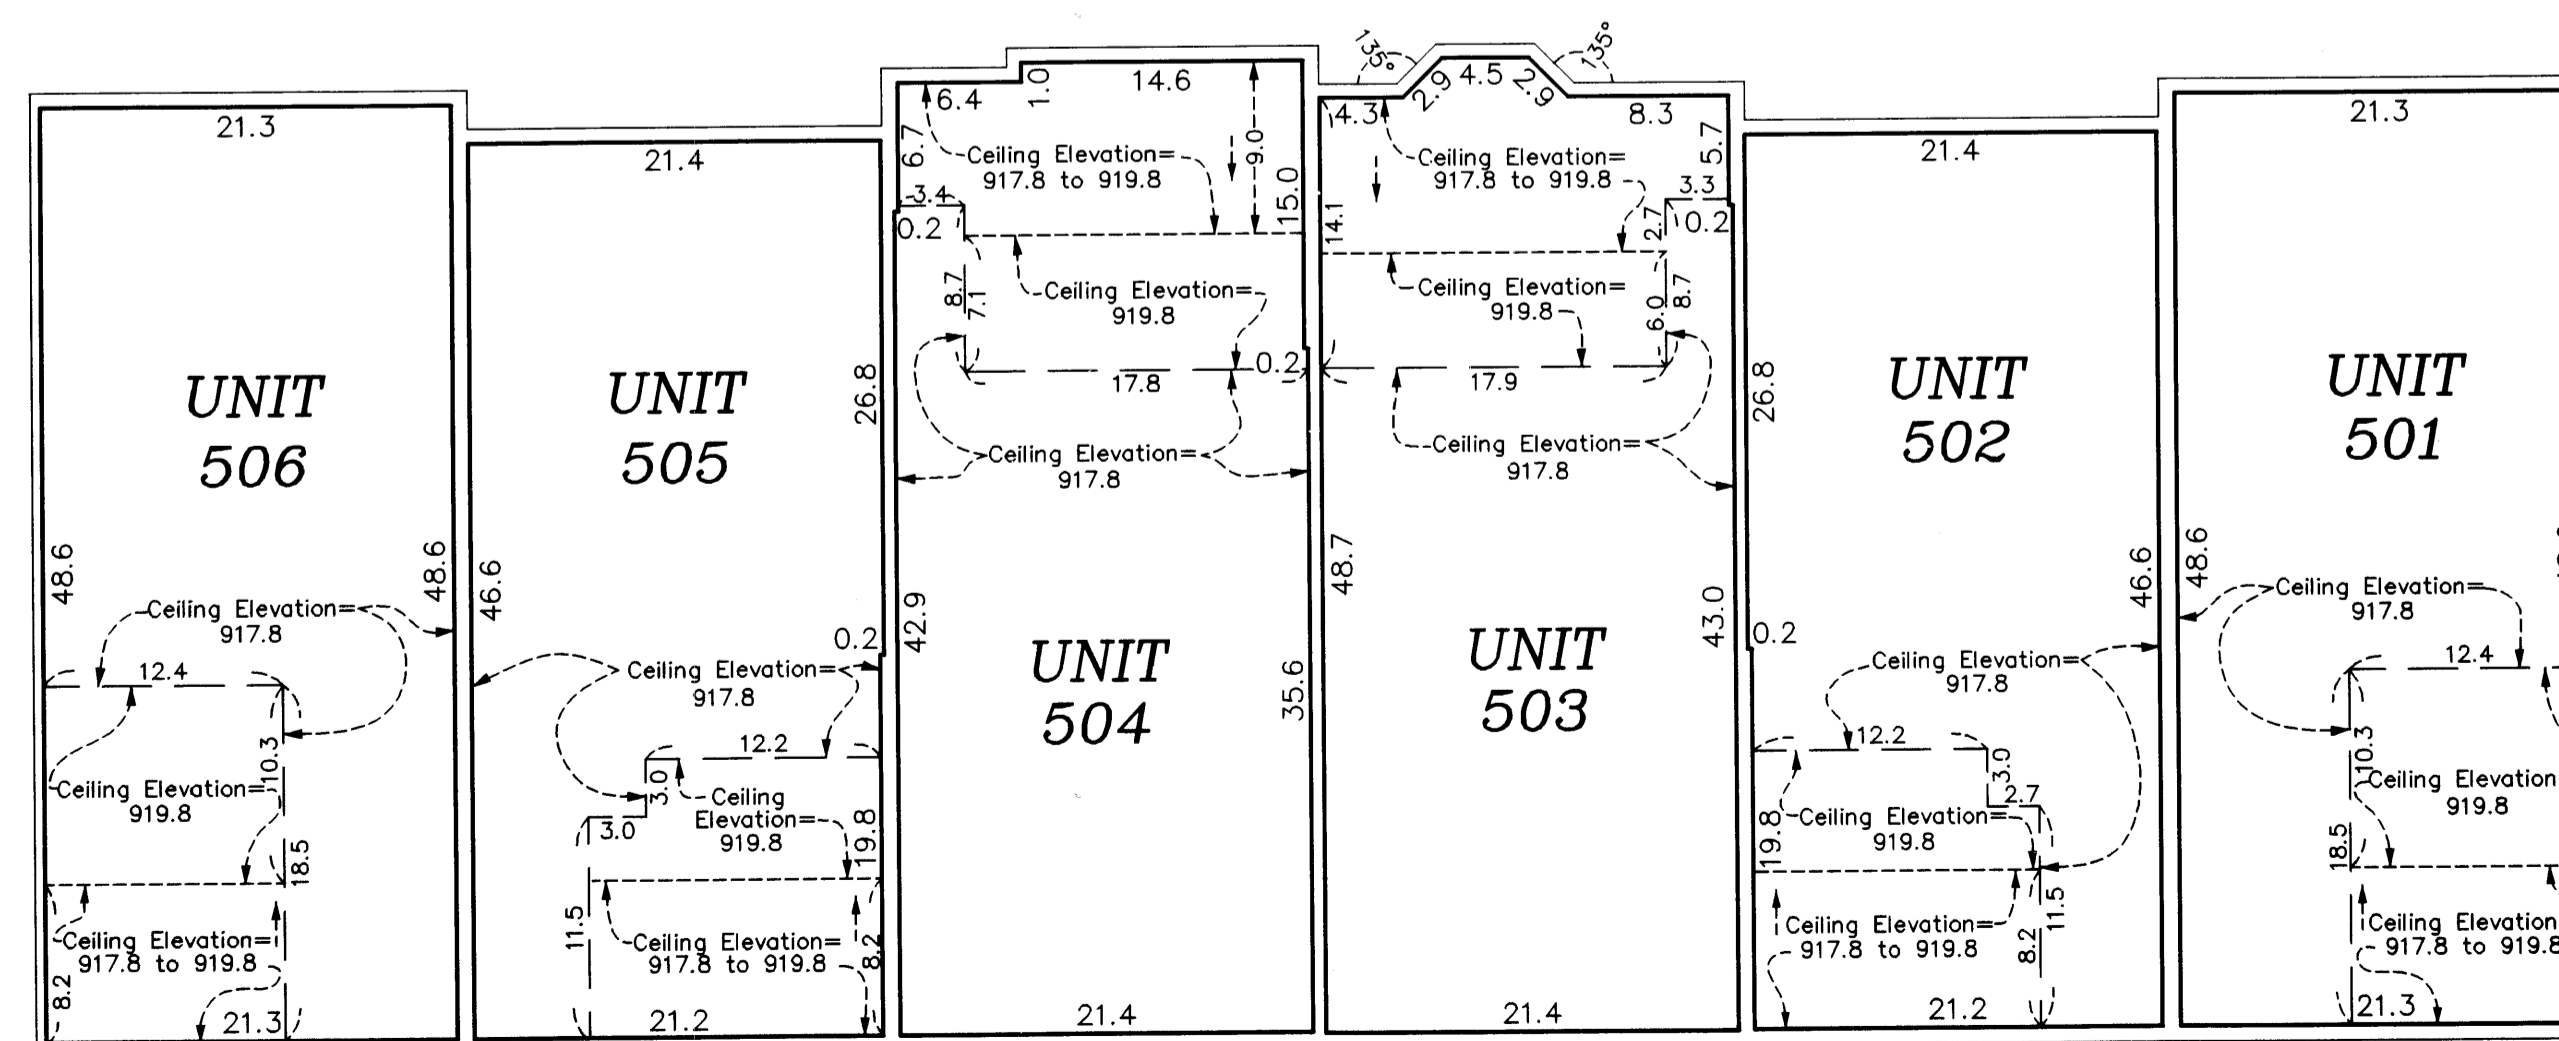 21.3
UNIT
506
48.6
48.6
Ceiling Elevation=
917.8
12.4
10.3
Ceiling Elevation=
919.8
18.5
Ceiling Elevation=
917.8 to 919.8
8.2
21.3
21.4
26.8
UNIT
505
46.6
0.2
Ceiling Elevation=
917.8
12.2
3.0
Ceiling
Elevation=
919.8
3.0
19.8
11.5
Ceiling Elevation=
917.8 to 919.8
8.2
21.2
6.4
1.0
14.6
6.7
Ceiling Elevation=
917.8 to 919.8
9.0
3.4
0.2
15.0
8.7
7.1
Ceiling Elevation=
919.8
17.8
0.2
Ceiling Elevation=
917.8
42.9
UNIT
504
35.6
21.4
135°
135°
4.3
2.9
4.5
2.9
8.3
5.7
Ceiling Elevation=
917.8 to 919.8
3.3
0.2
14.1
2.7
Ceiling Elevation=
919.8
6.0
8.7
17.9
Ceiling Elevation=
917.8
48.7
43.0
UNIT
503
21.4
21.4
26.8
UNIT
502
46.6
0.2
Ceiling Elevation=
917.8
12.2
3.0
2.7
Ceiling Elevation=
919.8
19.8
11.5
Ceiling Elevation=
917.8 to 919.8
8.2
21.2
21.3
UNIT
501
48.6
Ceiling Elevation=
917.8
12.4
10.3
Ceiling Elevation
919.8
18.5
Ceiling Elevation
917.8 to 919.8
21.3